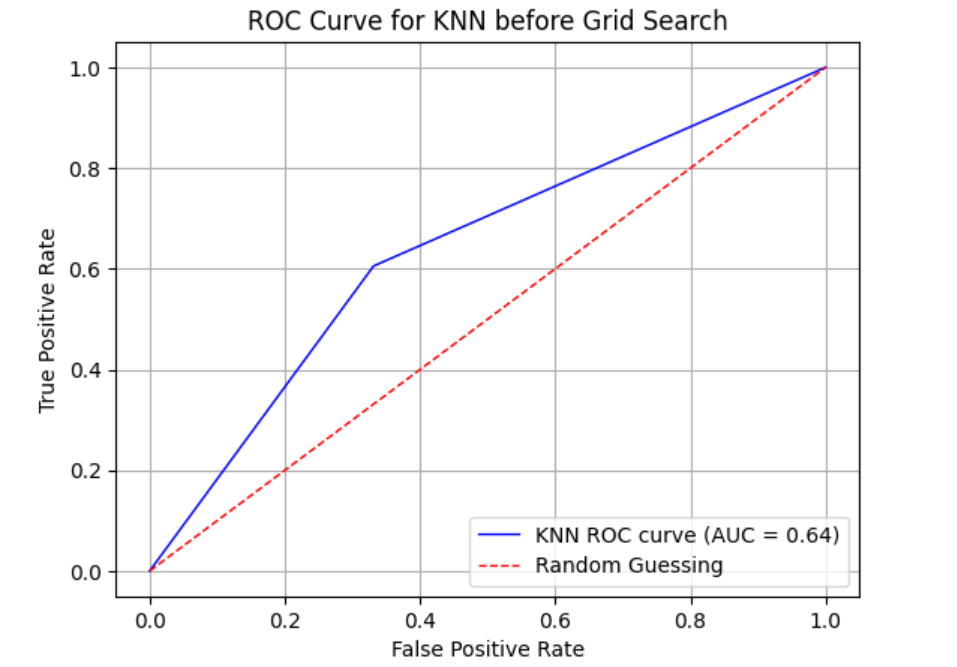 ROC Curve for KNN before Grid Search
True Positive Rate
1.0
0.8
0.6
0.4
0.2
0.0
KNN ROC curve (AUC = 0.64)
Random Guessing
0.0 0.2 0.4 0.6 0.8 1.0
False Positive Rate